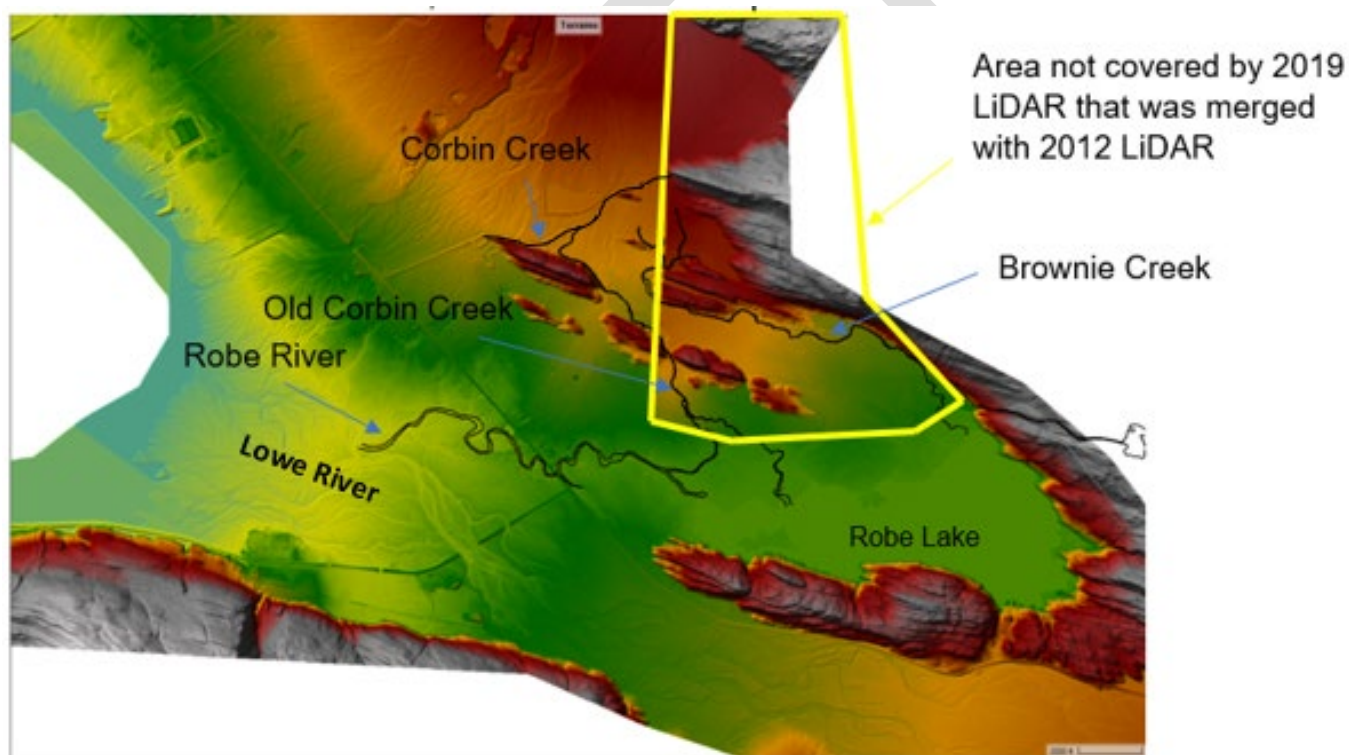 Area not covered by 2019
LiDAR that was merged
with 2012 LiDAR
Corbin Creek
Brownie Creek
Old Corbin Creek
Robe River
Lowe River
Robe Lake